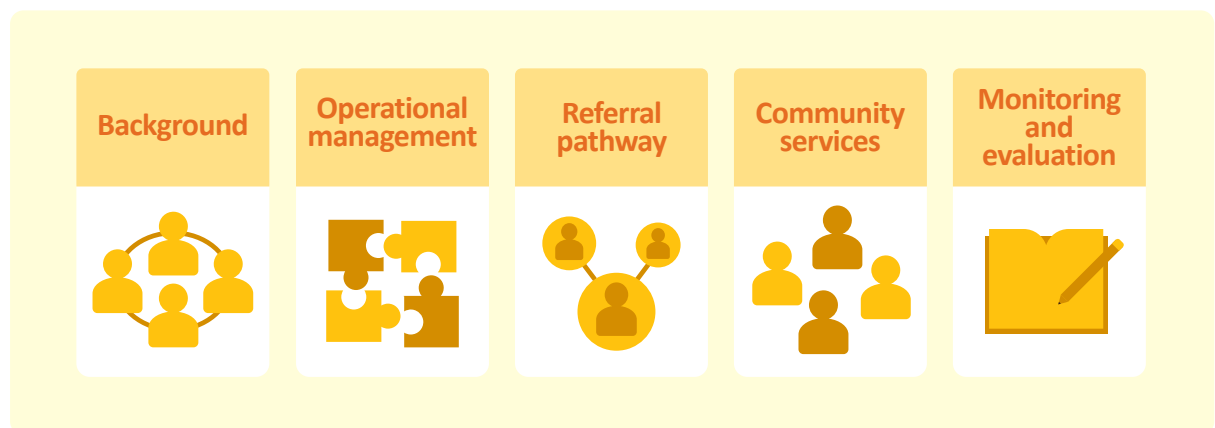 Background
Operational
management
Referral
pathway
Community
services
Monitoring
and
evaluation